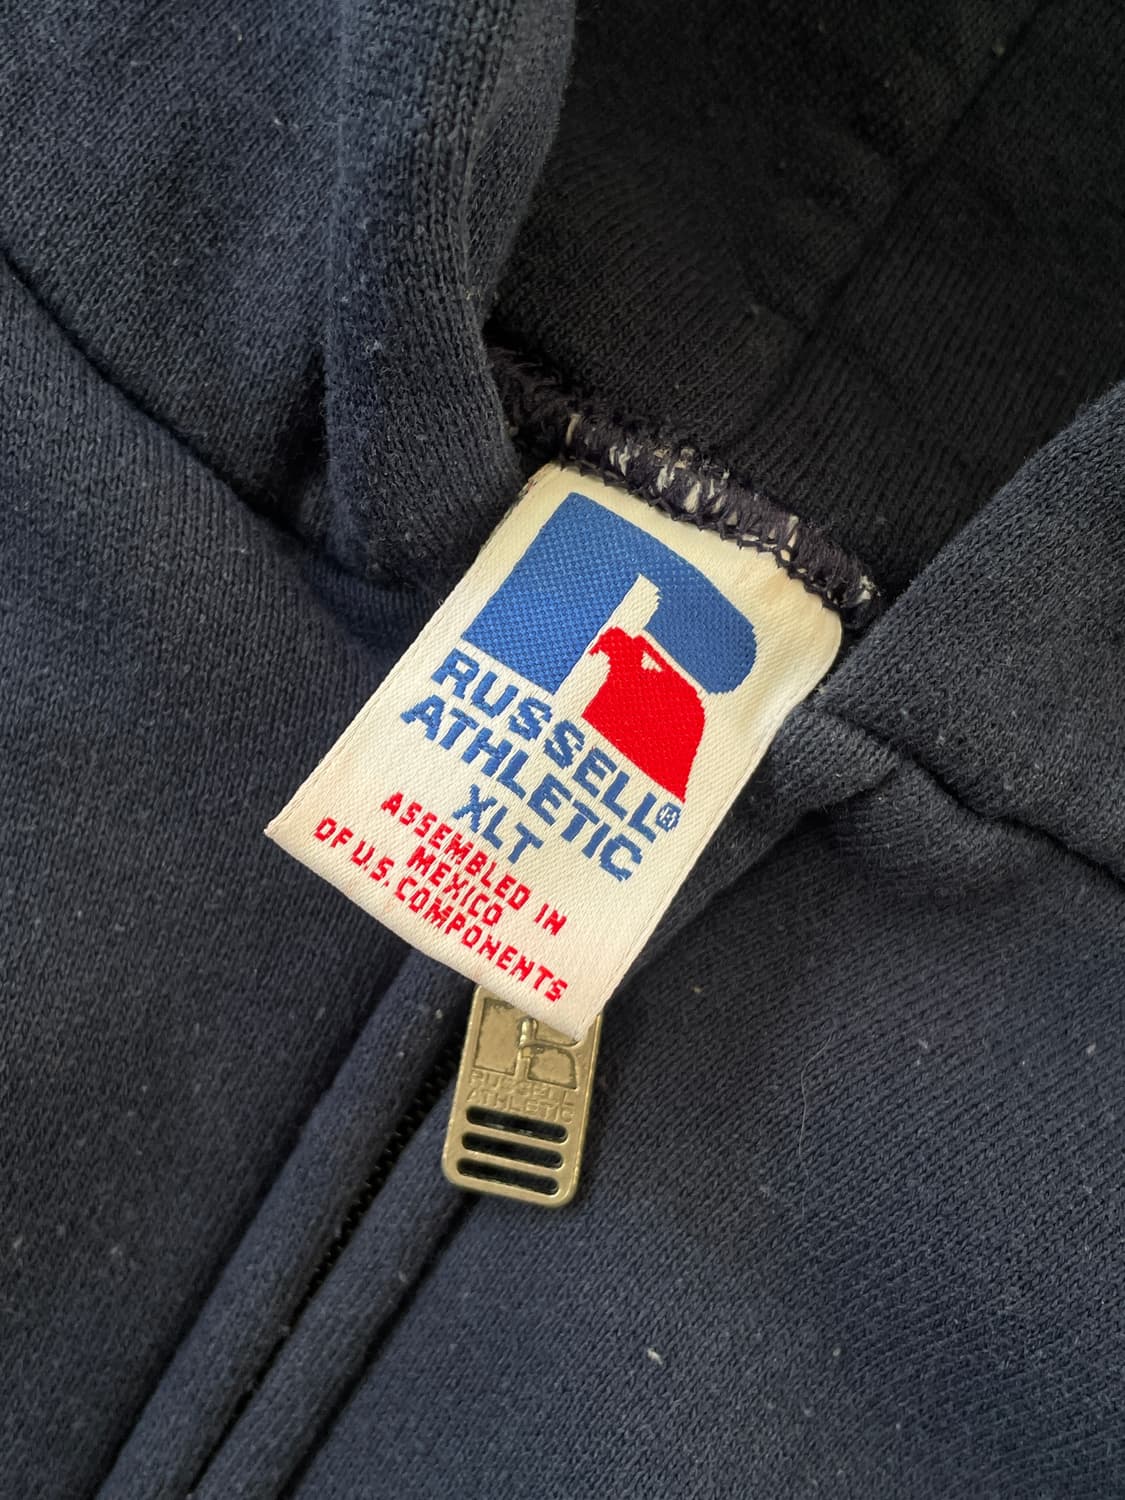 RUSSELL®
ATHLETIC
XLT
ASSEMBLED IN
MEXICO
OF U.S. COMPONENTS
RUSSELL
ATHLETIC